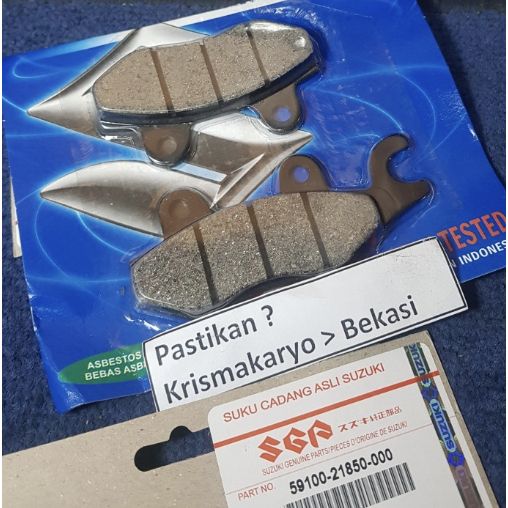 TESTED
INDONES
ASBESTOS
BEBAS ASB
Pastikan ?
Krismakaryo > Bekasi
SUKU CADANG ASLI SUZUKI
SGP スズキ純正部品
SUZUKI GENUINE PARTS/PIECES D'ORIGINE DE SUZUKI
PART NO. 59100-21850-000
SUZUKI